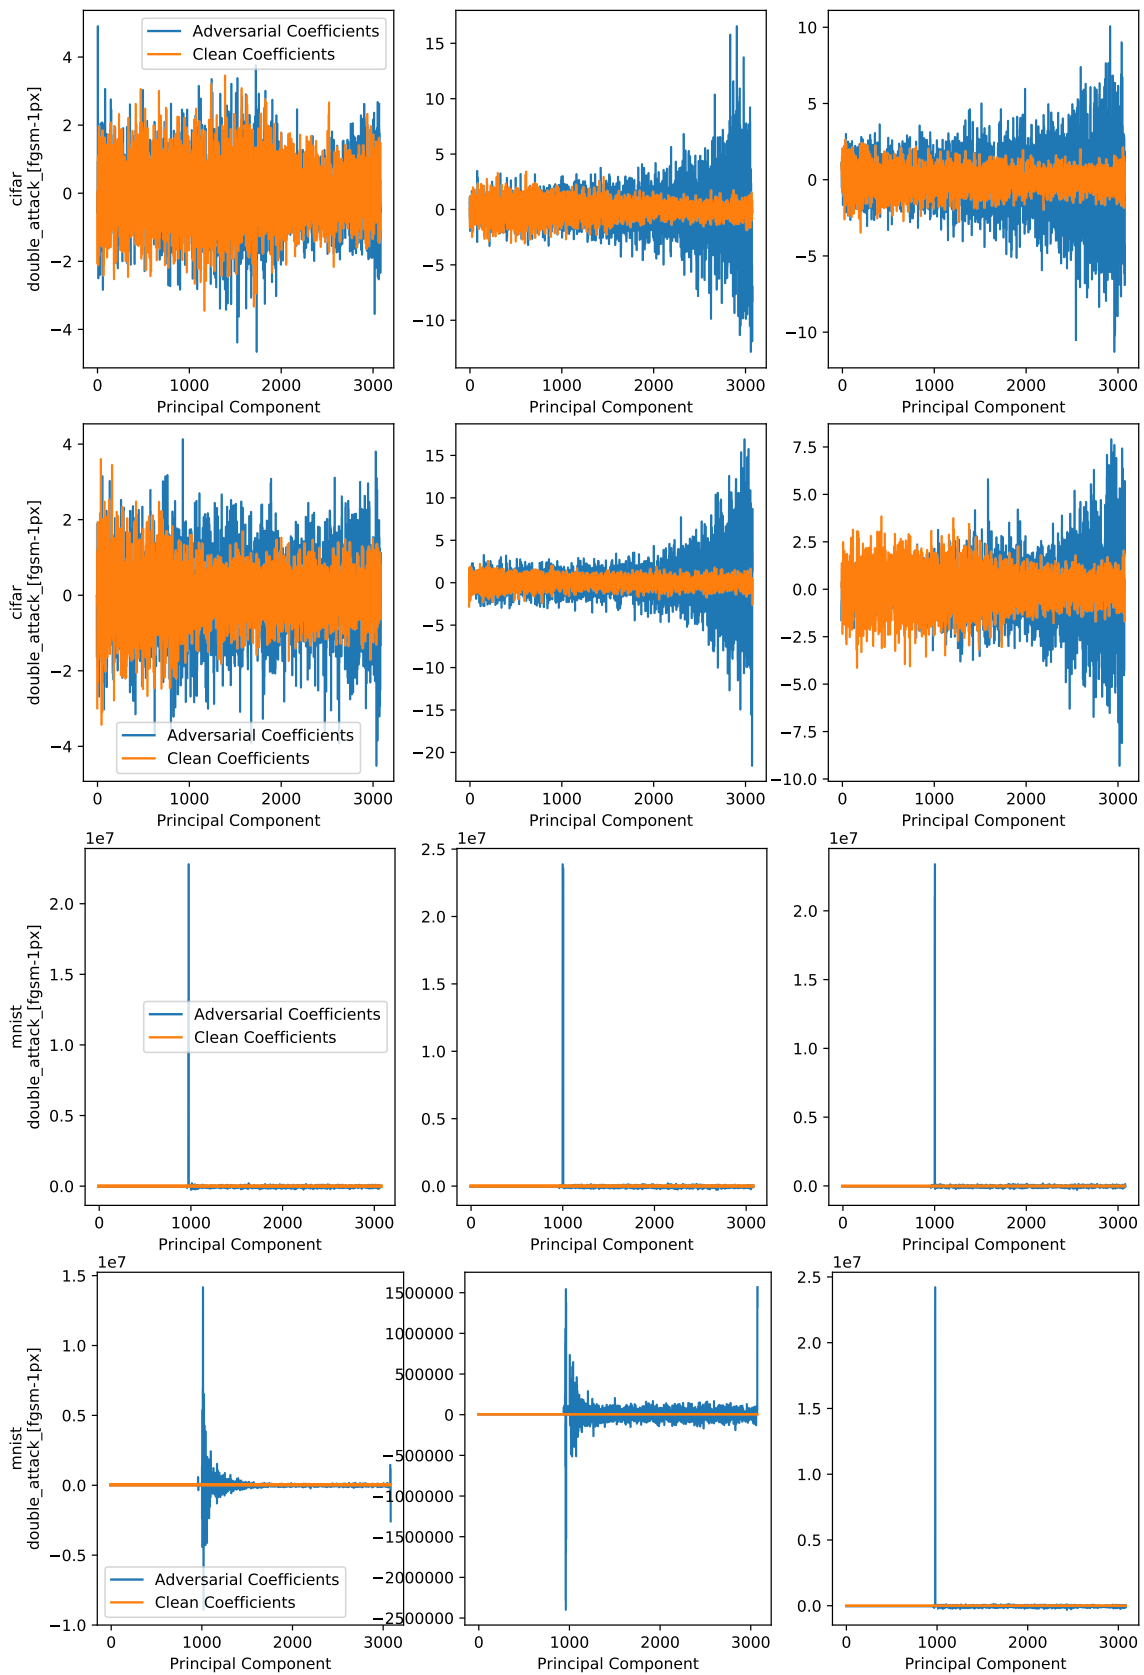 cifar
double_attack_[fgsm-1px]
4
2
0
−2
−4
Adversarial Coefficients
Clean Coefficients
0 1000 2000 3000
Principal Component
15
10
5
0
−5
−10
0 1000 2000 3000
Principal Component
10
5
0
−5
−10
0 1000 2000 3000
Principal Component
cifar
double_attack_[fgsm-1px]
4
2
0
−2
−4
Adversarial Coefficients
Clean Coefficients
0 1000 2000 3000
Principal Component
15
10
5
0
−5
−10
−15
−20
0 1000 2000 3000
Principal Component
7.5
5.0
2.5
0.0
−2.5
−5.0
−7.5
−10.0
0 1000 2000 3000
Principal Component
mnist
double_attack_[fgsm-1px]
1e7
2.0
1.5
1.0
0.5
0.0
Adversarial Coefficients
Clean Coefficients
0 1000 2000 3000
Principal Component
1e7
2.5
2.0
1.5
1.0
0.5
0.0
0 1000 2000 3000
Principal Component
1e7
2.0
1.5
1.0
0.5
0.0
0 1000 2000 3000
Principal Component
mnist
double_attack_[fgsm-1px]
1e7
1.5
1.0
0.5
0.0
−0.5
−1.0
Adversarial Coefficients
Clean Coefficients
0 1000 2000 3000
Principal Component
1500000
1000000
500000
0
−500000
−1000000
−1500000
−2000000
−2500000
0 1000 2000 3000
Principal Component
1e7
2.5
2.0
1.5
1.0
0.5
0.0
0 1000 2000 3000
Principal Component